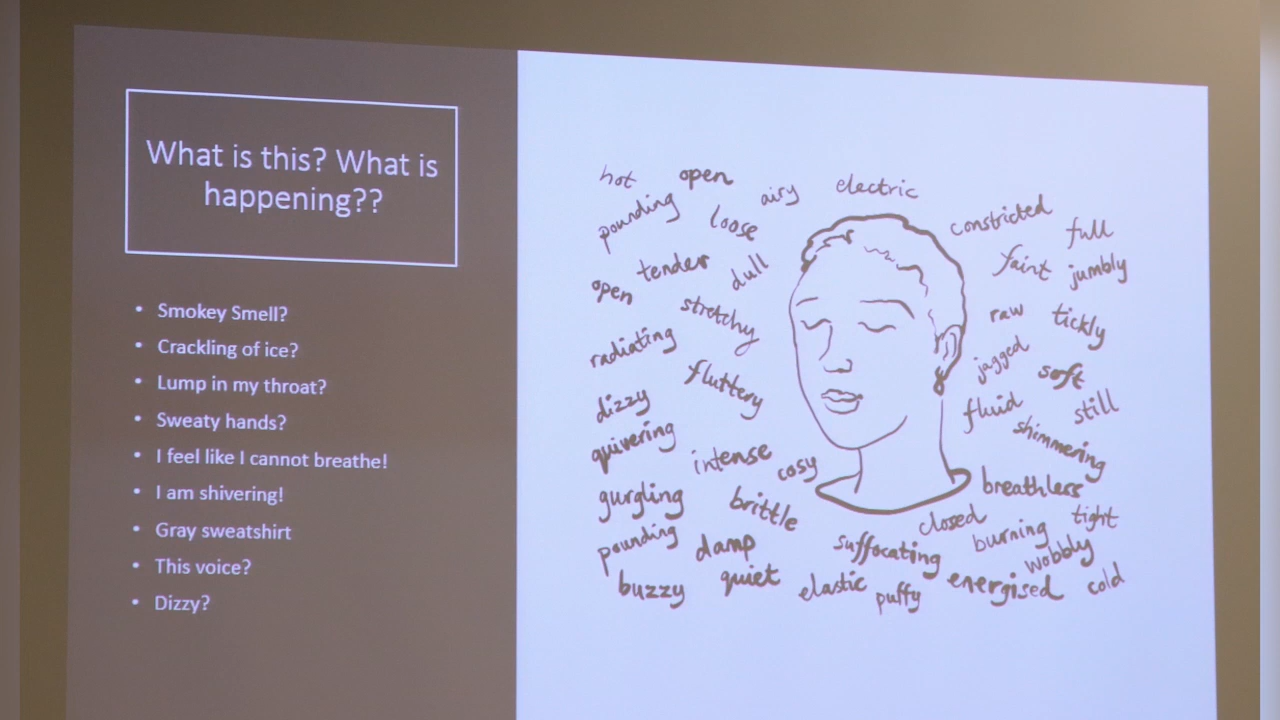 What is this? What is
happening??
• Smokey Smell?
• Crackling of ice?
• Lump in my throat?
• Sweaty hands?
• I feel like I cannot breathe!
• I am shivering!
• Gray sweatshirt
• This voice?
• Dizzy?
hot
open
airy
electric
pounding
loose
constricted
full
tender
dull
faint
jumbly
open
stretchy
raw
tickly
radiating
jagged
fluttery
soft
dizzy
fluid
still
quivering
shimmering
intense
cosy
gurgling
brittle
breathless
pounding
damp
closed
tight
suffocating
burning
wobbly
buzzy
quiet
elastic
puffy
energised
cold